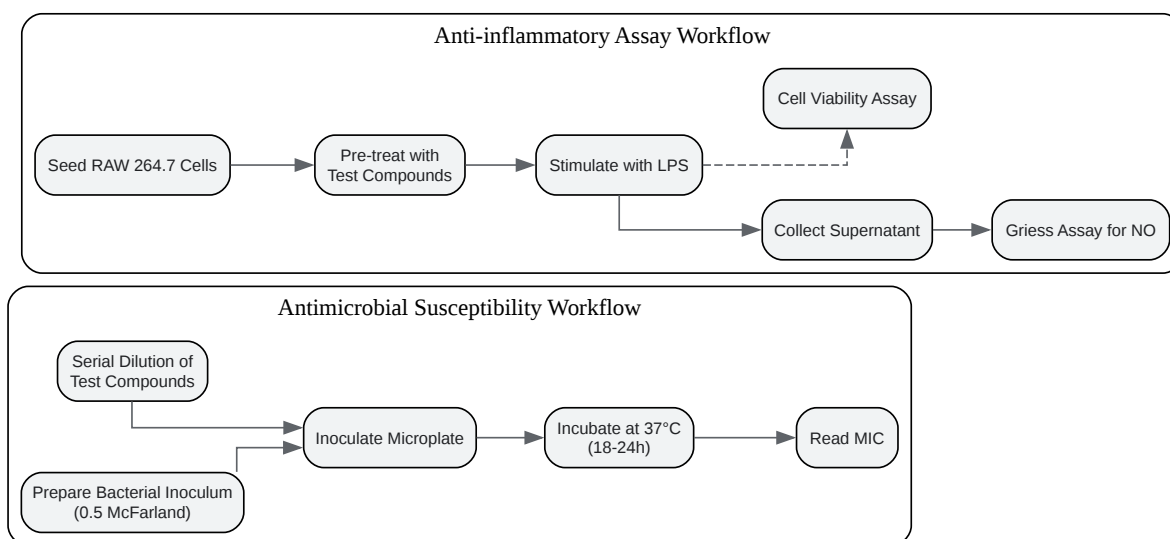 Anti-inflammatory Assay Workflow
Cell Viability Assay
Seed RAW 264.7 Cells
Pre-treat with
Test Compounds
Stimulate with LPS
Collect Supernatant
Griess Assay for NO
Antimicrobial Susceptibility Workflow
Serial Dilution of
Test Compounds
Prepare Bacterial Inoculum
(0.5 McFarland)
Inoculate Microplate
Incubate at 37°C
(18-24h)
Read MIC